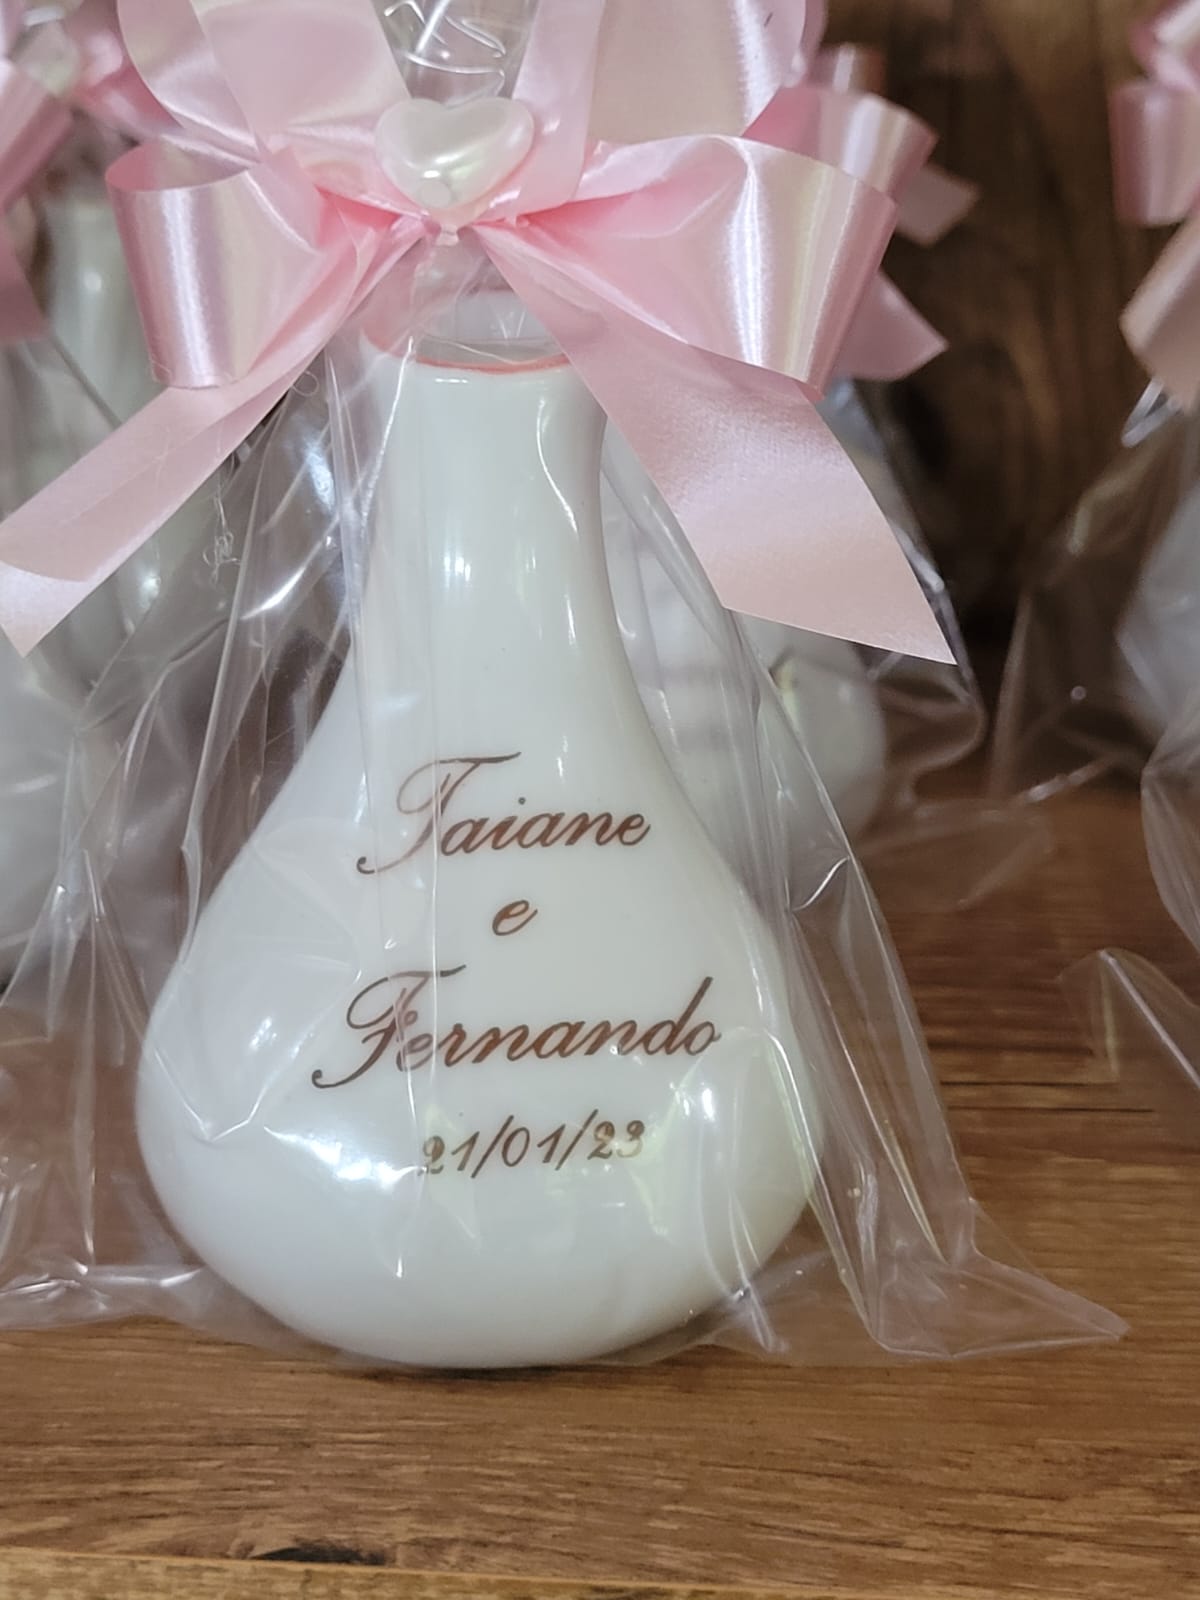 Taiane
e
Fernando
21/01/23